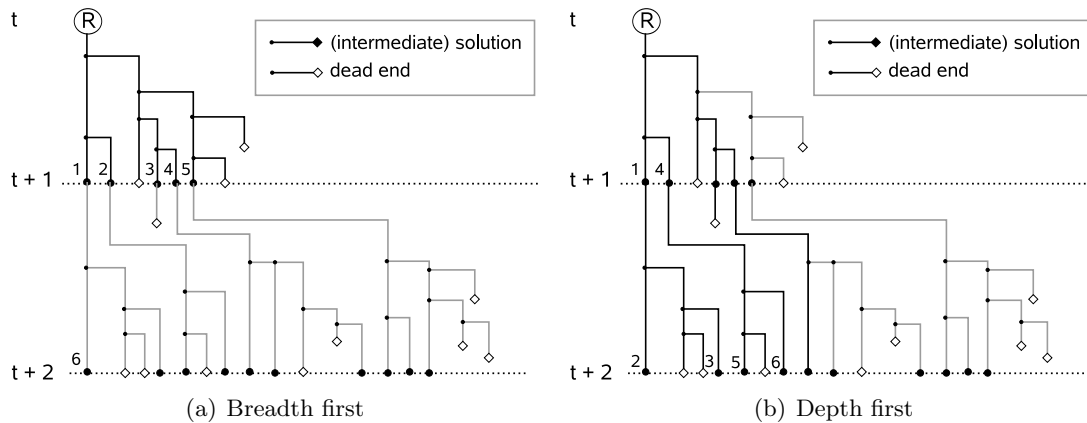 t
R
(intermediate) solution
dead end
1 2 3 4 5
t + 1
6
t + 2
(a) Breadth first
R
(intermediate) solution
dead end
t
1 4
t + 1
2 3 5 6
t + 2
(b) Depth first